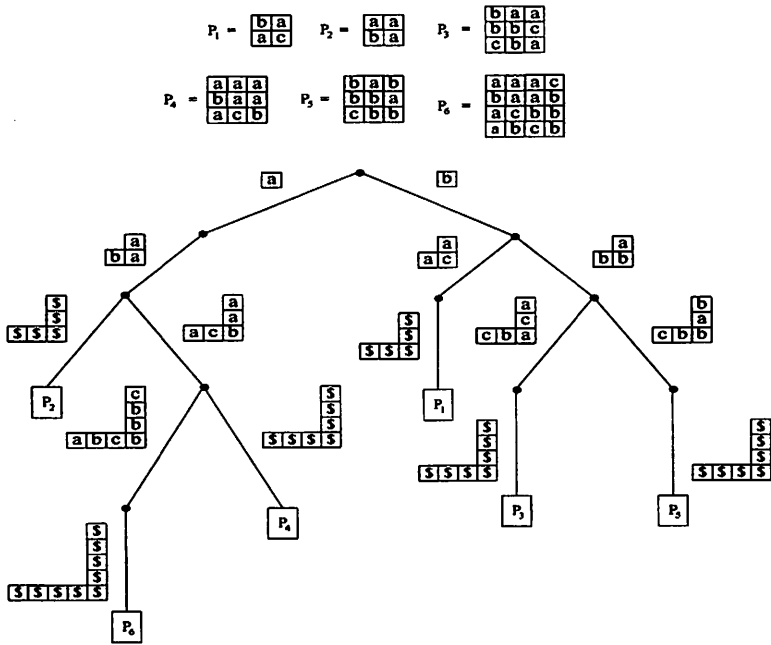 b a a a b a a
P₁ = P₂ = P₃ = b b c
a c b a c b a
a a a b a b a a a c
P₄ = b a a P₅ = b b a P₆ = b a a b
a c b c b b a c b b
a b c b
a b
a a a
b a a c b b
$ a $ a b
$ a $ c a
$ $ $ a c b $ $ $ c b a c b b
P₂ c $ P₁ $ $
b $ $ $
b $ $ $
a b c b $ $ $ $ $ $ $ $ $ $ $ $
P₄ P₃ P₅
$
$
$
$
$ $ $ $ $
P₆